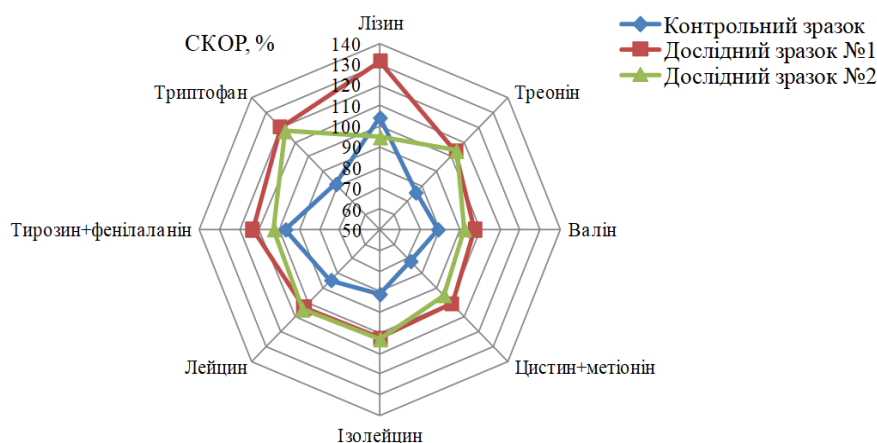 Лізин
СКОР, %
140
130
120
110
100
90
80
70
60
50
Триптофан
Треонін
Тирозин+фенілаланін
Валін
Лейцин
Цистин+метіонін
Ізолейцин
Контрольний зразок
Дослідний зразок №1
Дослідний зразок №2